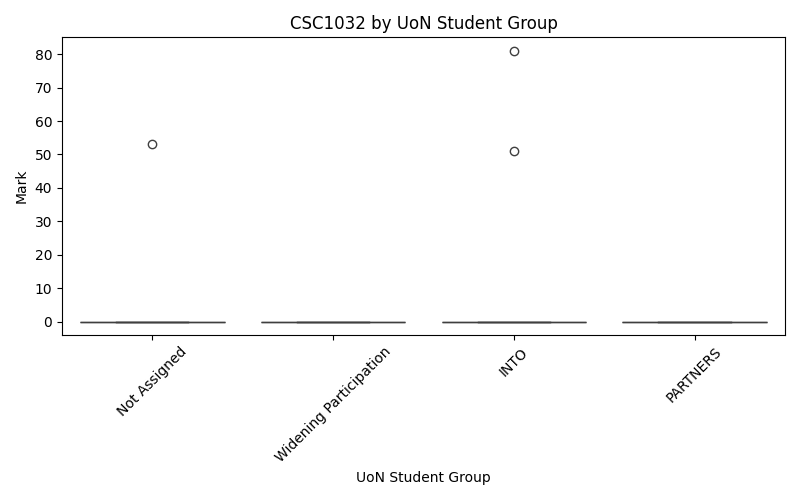 CSC1032 by UoN Student Group
80
70
60
50
40
30
20
10
0
Mark
Not Assigned
Widening Participation
INTO
PARTNERS
UoN Student Group